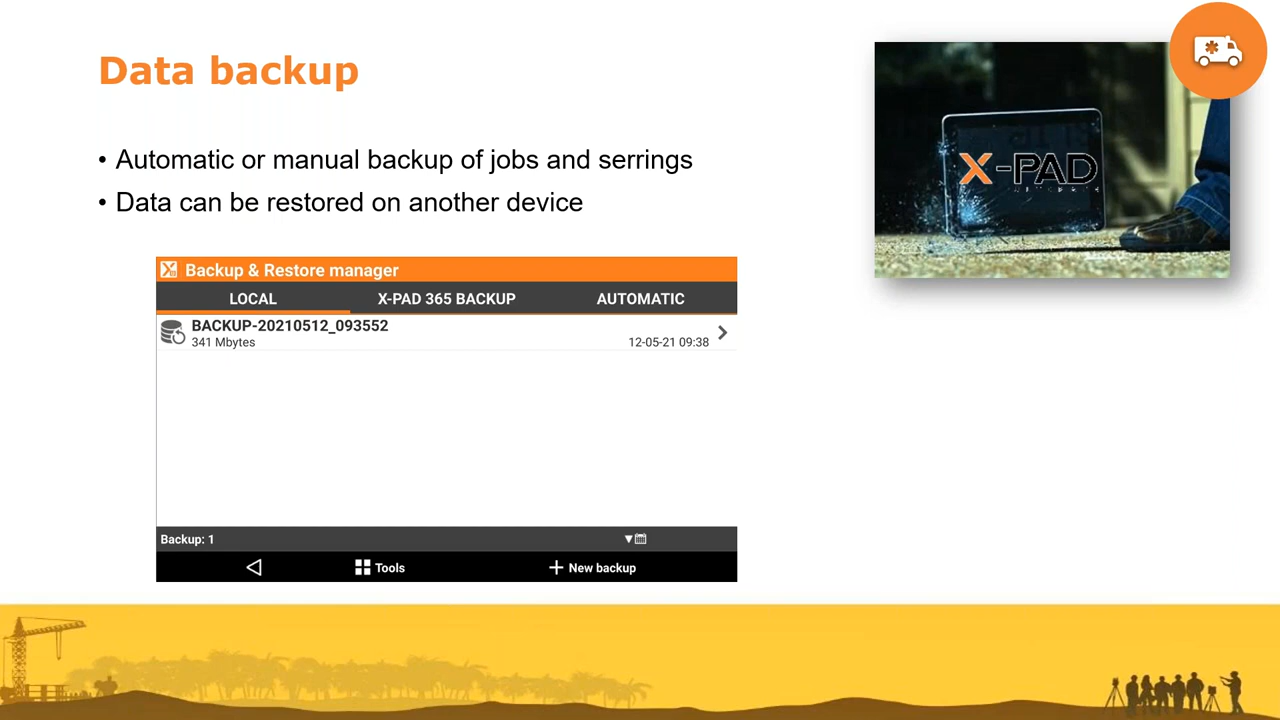 Data backup
• Automatic or manual backup of jobs and serrings
• Data can be restored on another device
X-PAD
Backup & Restore manager
LOCAL X-PAD 365 BACKUP AUTOMATIC
BACKUP-20210512_093552
341 Mbytes 12-05-21 09:38
Backup: 1
Tools New backup